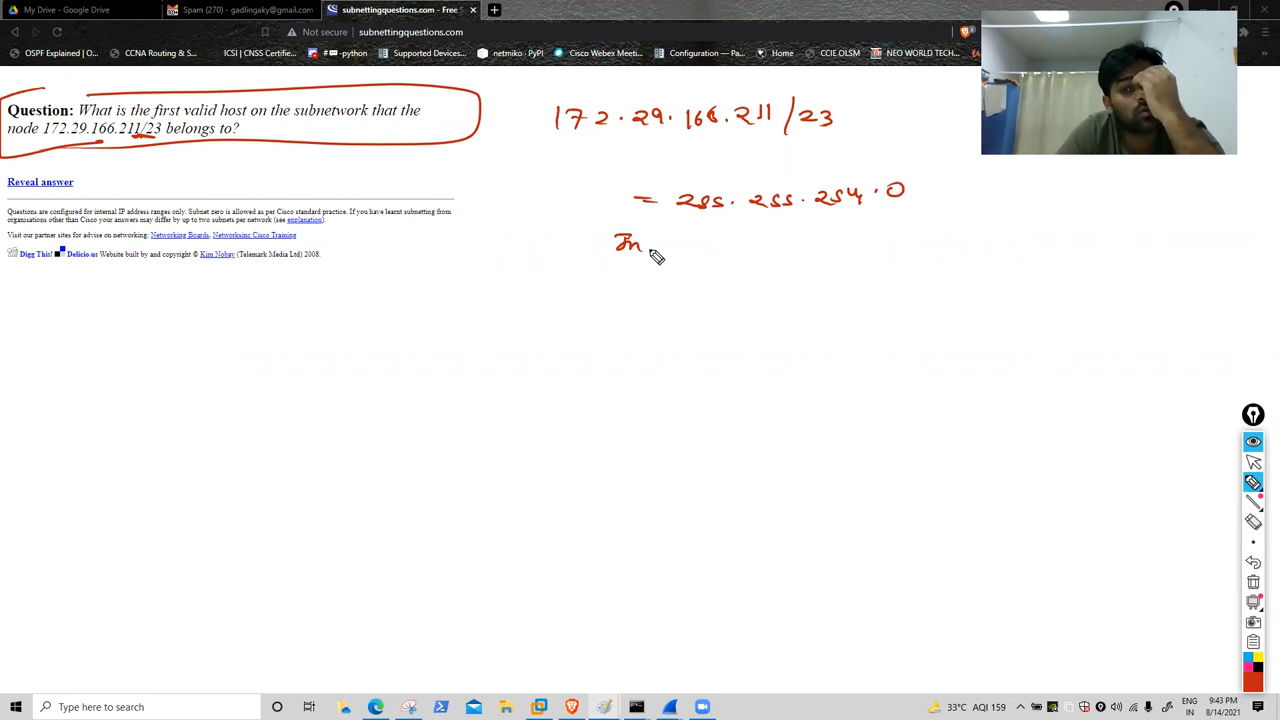 My Drive - Google Drive
Spam (270) - gadlingaky@gmail.com
subnettingquestions.com - Free S
Not secure | subnettingquestions.com
OSPF Explained | O...
CCNA Routing & S...
ICSI | CNSS Certifie...
#-python
Supported Devices...
netmiko · PyPI
Cisco Webex Meeti...
Configuration — Pa...
Home
CCIE OLSM
NEO WORLD TECH...
Question: What is the first valid host on the subnetwork that the
node 172.29.166.211/23 belongs to?
Reveal answer
Questions are configured for internal IP address ranges only. Subnet zero is allowed as per Cisco standard practice. If you have learnt subnetting from
organisations other than Cisco your answers may differ by up to two subnets per network (see explanation).
Visit our partner sites for advise on networking: Networking Boards, Networksinc Cisco Training
Digg This! Delicio.us Website built by and copyright © Kim Nobay (Telemark Media Ltd) 2008.
172.29.166.211/23
= 255.255.254.0
In
Type here to search
33°C AQI 159
ENG
IN
9:43 PM
8/14/2021
2